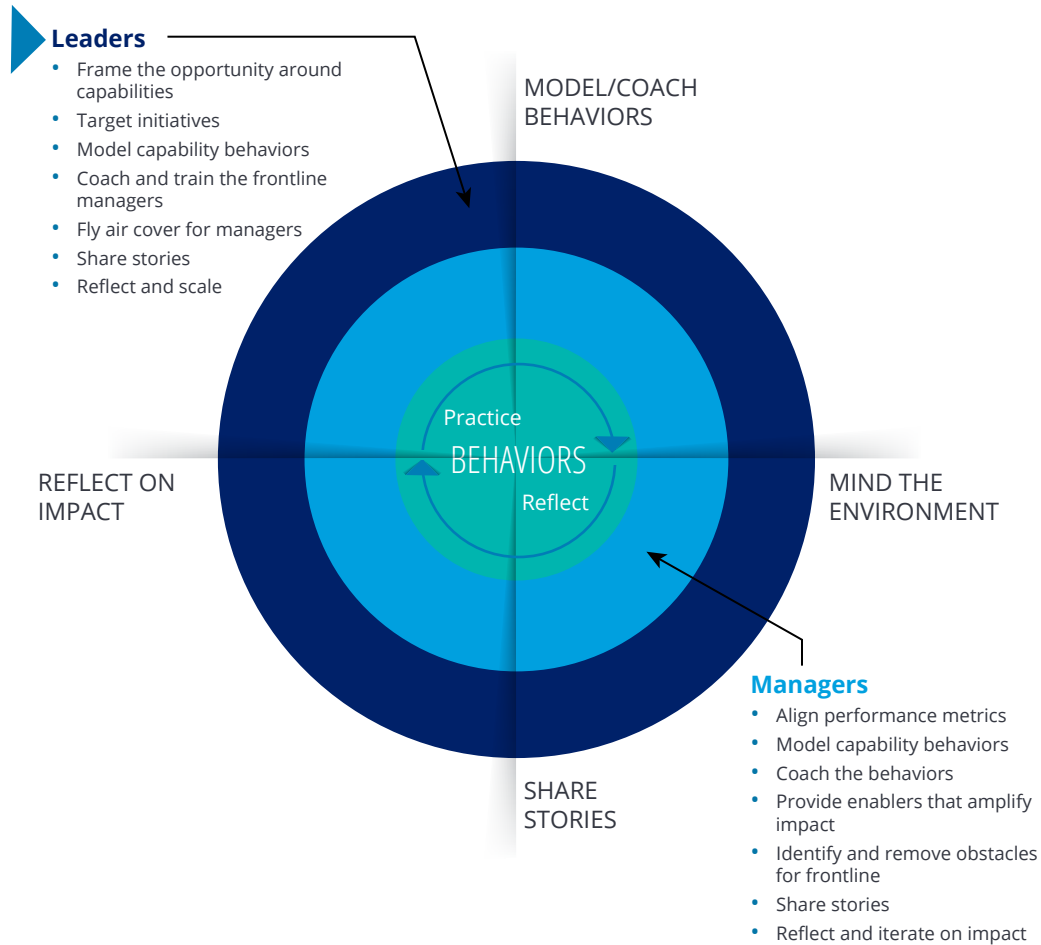 Leaders
• Frame the opportunity around
capabilities
• Target initiatives
• Model capability behaviors
• Coach and train the frontline
managers
• Fly air cover for managers
• Share stories
• Reflect and scale
MODEL/COACH
BEHAVIORS
Practice
BEHAVIORS
Reflect
REFLECT ON
IMPACT
MIND THE
ENVIRONMENT
SHARE
STORIES
Managers
• Align performance metrics
• Model capability behaviors
• Coach the behaviors
• Provide enablers that amplify
impact
• Identify and remove obstacles
for frontline
• Share stories
• Reflect and iterate on impact